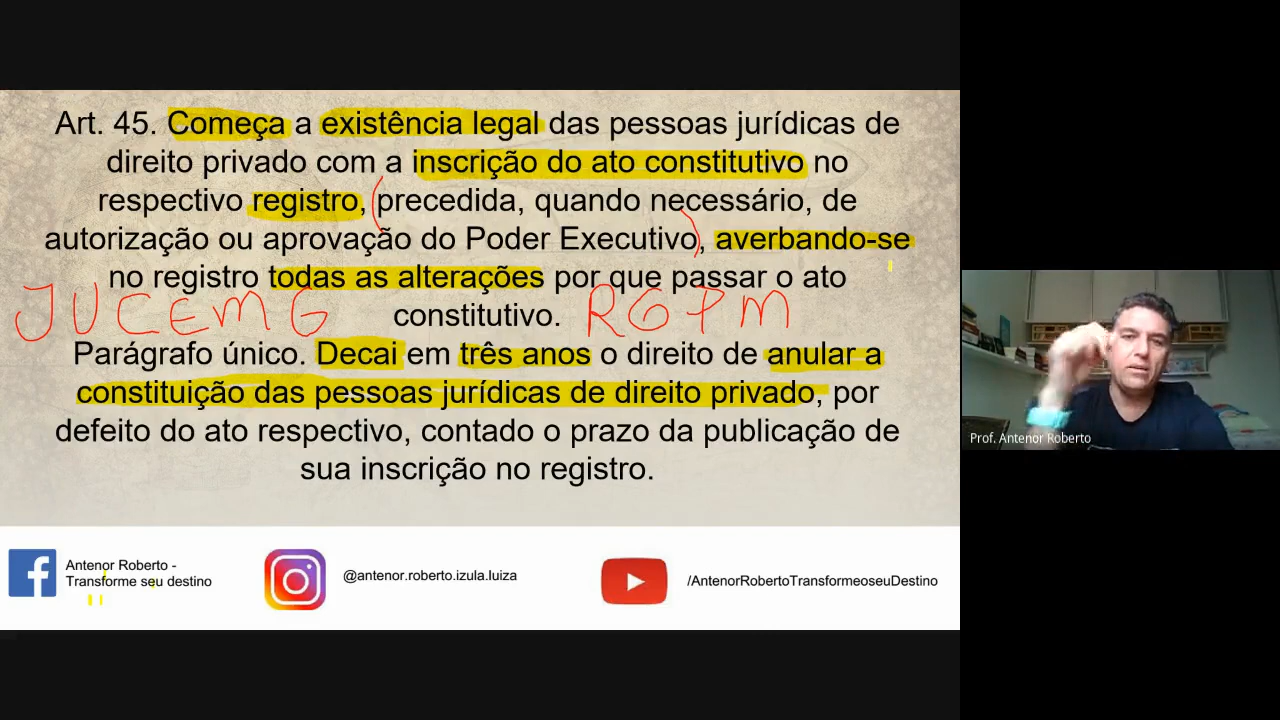 Art. 45. Começa a existência legal das pessoas jurídicas de
direito privado com a inscrição do ato constitutivo no
respectivo registro, (precedida, quando necessário, de
autorização ou aprovação do Poder Executivo), averbando-se
no registro todas as alterações por que passar o ato
JUCEMG constitutivo. RGPM
Parágrafo único. Decai em três anos o direito de anular a
constituição das pessoas jurídicas de direito privado, por
defeito do ato respectivo, contado o prazo da publicação de
sua inscrição no registro.
Antenor Roberto -
Transforme seu destino
@antenor.roberto.izula.luiza
/AntenorRobertoTransformeoseuDestino
Prof. Antenor Roberto